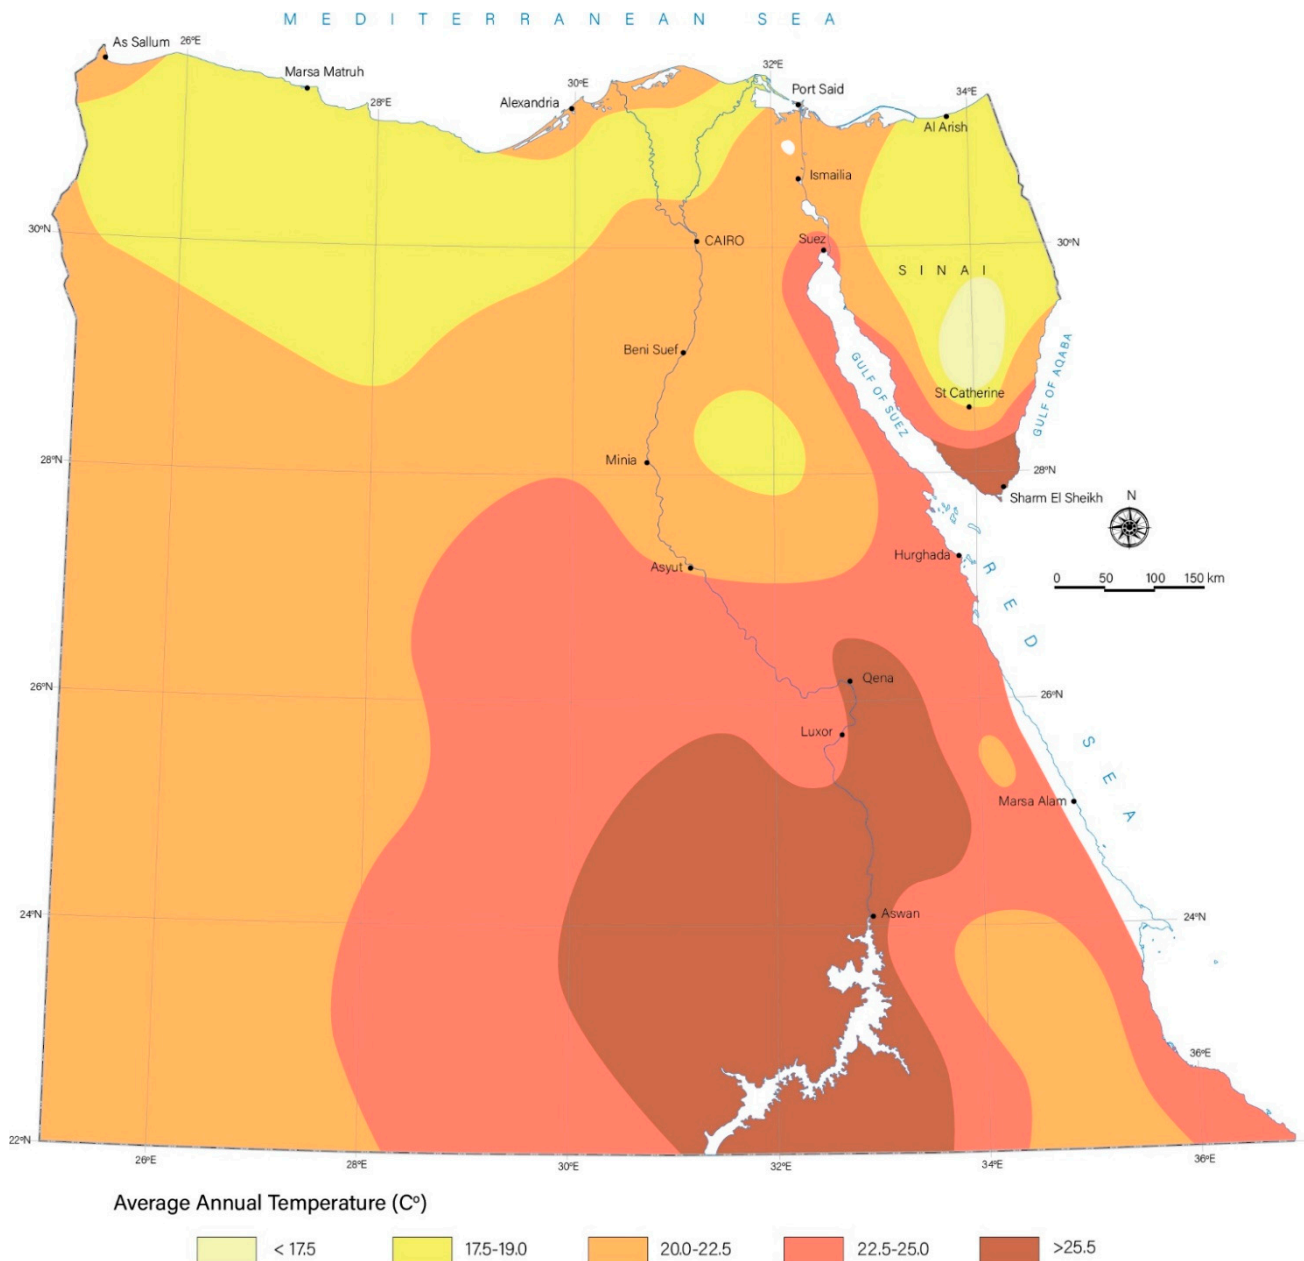 M E D I T E R R A N E A N S E A
As Sallum
26ºE
Marsa Matruh
28ºE
Alexandria
30ºE
32ºE
Port Said
34ºE
Al Arish
Ismailia
30ºN
CAIRO
Suez
30ºN
S I N A I
Beni Suef
GULF OF SUEZ
GULF OF AQABA
St Catherine
28ºN
Minia
28ºN
Sharm El Sheikh
N
Hurghada
Asyut
0 50 100 150 km
R E D S E A
26ºN
Qena
26ºN
Luxor
Marsa Alam
24ºN
Aswan
24ºN
36ºE
22ºN
26ºE
28ºE
30ºE
32ºE
34ºE
36ºE
Average Annual Temperature (Cº)
< 17.5
17.5-19.0
20.0-22.5
22.5-25.0
>25.5